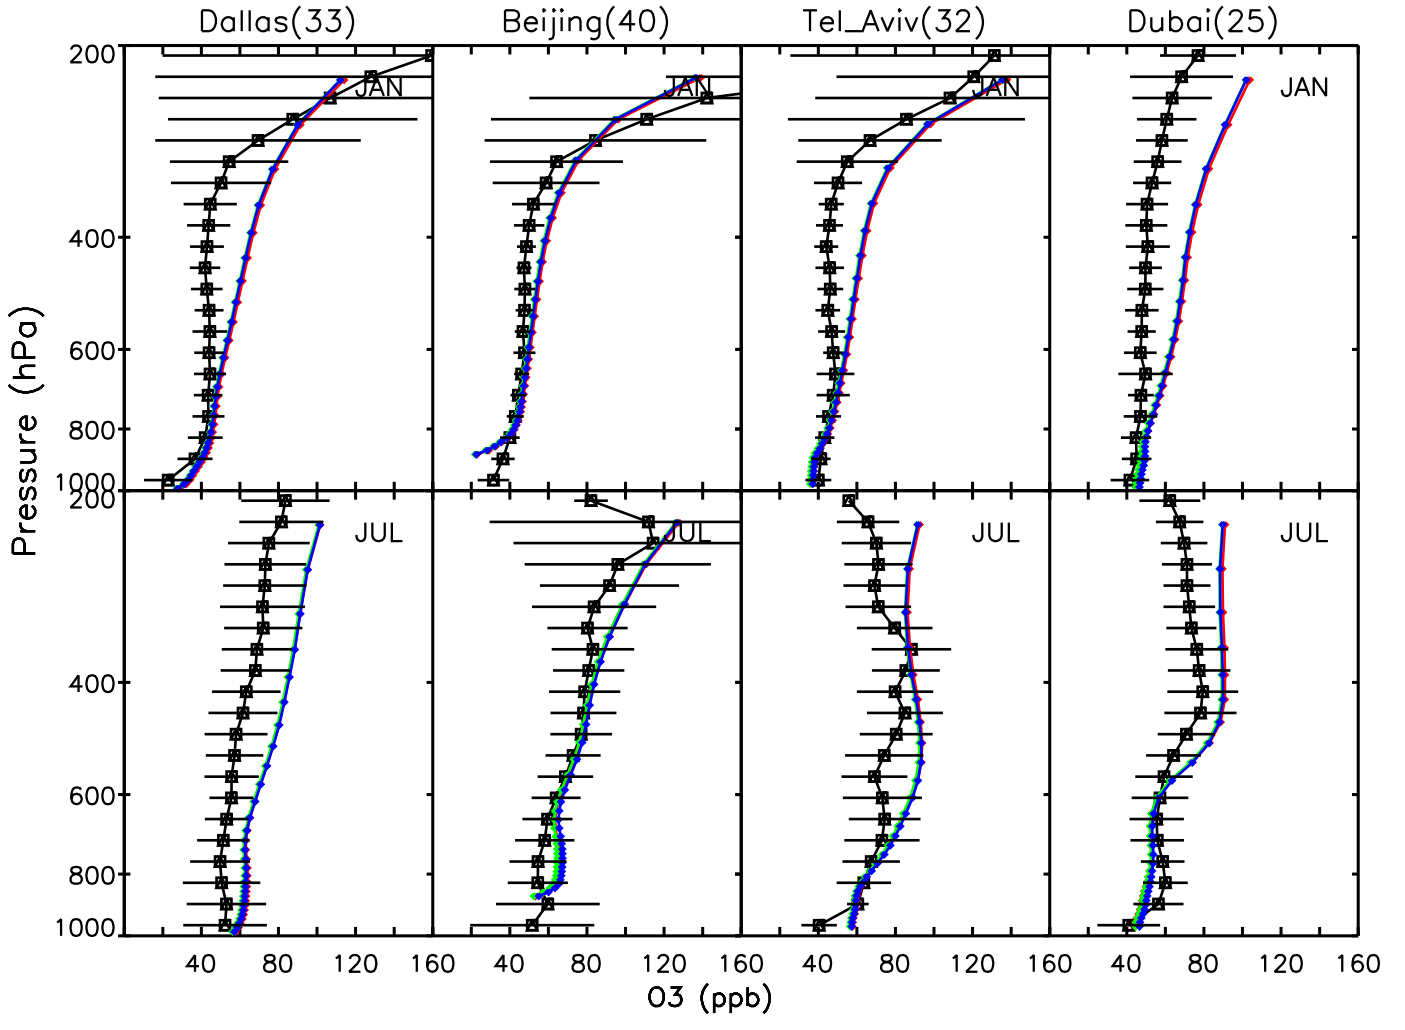 Dallas(33) Beijing(40) Tel_Aviv(32) Dubai(25)
200
JAN JAN JAN JAN
400
600
800
1000
200
JUL JUL JUL JUL
400
600
800
1000
40 80 120 160 40 80 120 160 40 80 120 160 40 80 120 160
O3 (ppb)
Pressure (hPa)